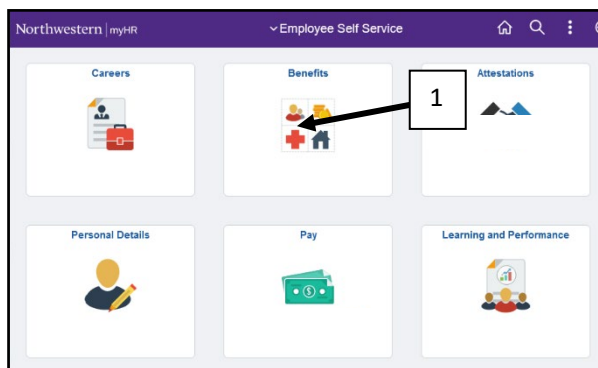 Northwestern | myHR
Employee Self Service
Careers
Benefits
Attestations
1
Personal Details
Pay
Learning and Performance